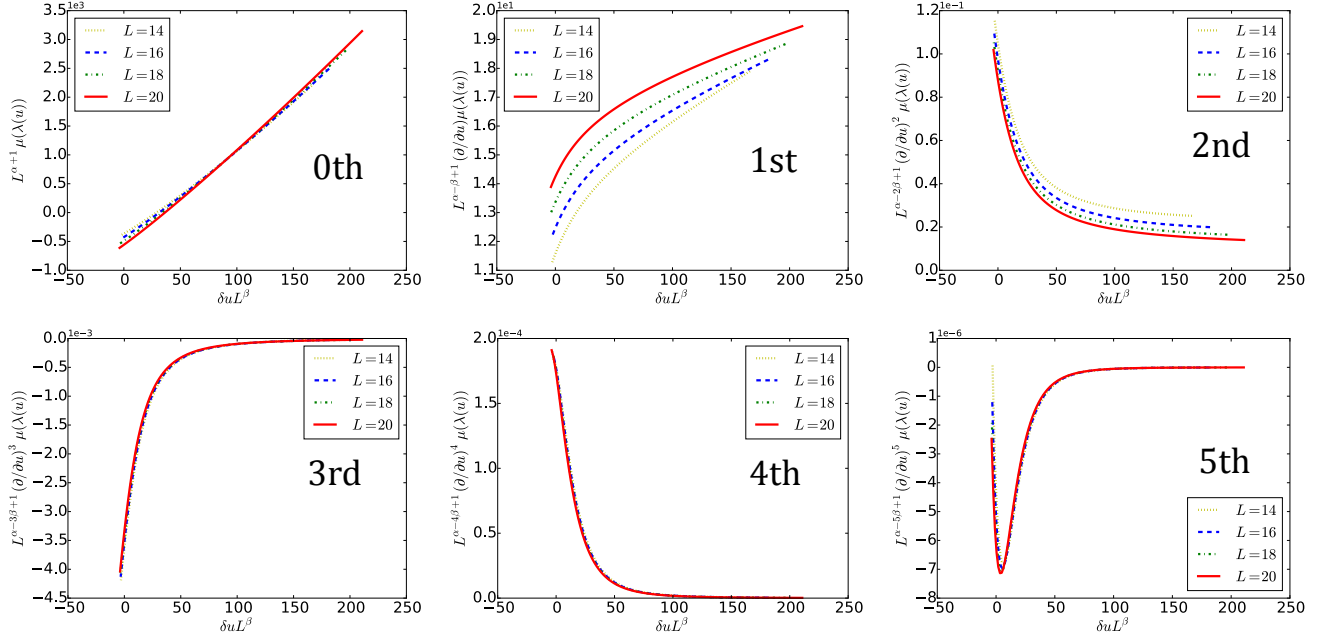 1e3
L^{α+1} μ(λ(u))
3.5
3.0
2.5
2.0
1.5
1.0
0.5
0.0
−0.5
−1.0
L=14
L=16
L=18
L=20
0th
−50 0 50 100 150 200 250
δuL^β
1e1
L^{α−β+1}(∂/∂u)μ(λ(u))
2.0
1.9
1.8
1.7
1.6
1.5
1.4
1.3
1.2
1.1
L=14
L=16
L=18
L=20
1st
−50 0 50 100 150 200 250
δuL^β
1e−1
L^{α−2β+1}(∂/∂u)^2 μ(λ(u))
1.2
1.0
0.8
0.6
0.4
0.2
0.0
L=14
L=16
L=18
L=20
2nd
−50 0 50 100 150 200 250
δuL^β
1e−3
L^{α−3β+1}(∂/∂u)^3 μ(λ(u))
0.0
−0.5
−1.0
−1.5
−2.0
−2.5
−3.0
−3.5
−4.0
−4.5
L=14
L=16
L=18
L=20
3rd
−50 0 50 100 150 200 250
δuL^β
1e−4
L^{α−4β+1}(∂/∂u)^4 μ(λ(u))
2.0
1.5
1.0
0.5
0.0
L=14
L=16
L=18
L=20
4th
−50 0 50 100 150 200 250
δuL^β
1e−6
L^{α−5β+1}(∂/∂u)^5 μ(λ(u))
1
0
−1
−2
−3
−4
−5
−6
−7
−8
L=14
L=16
L=18
L=20
5th
−50 0 50 100 150 200 250
δuL^β